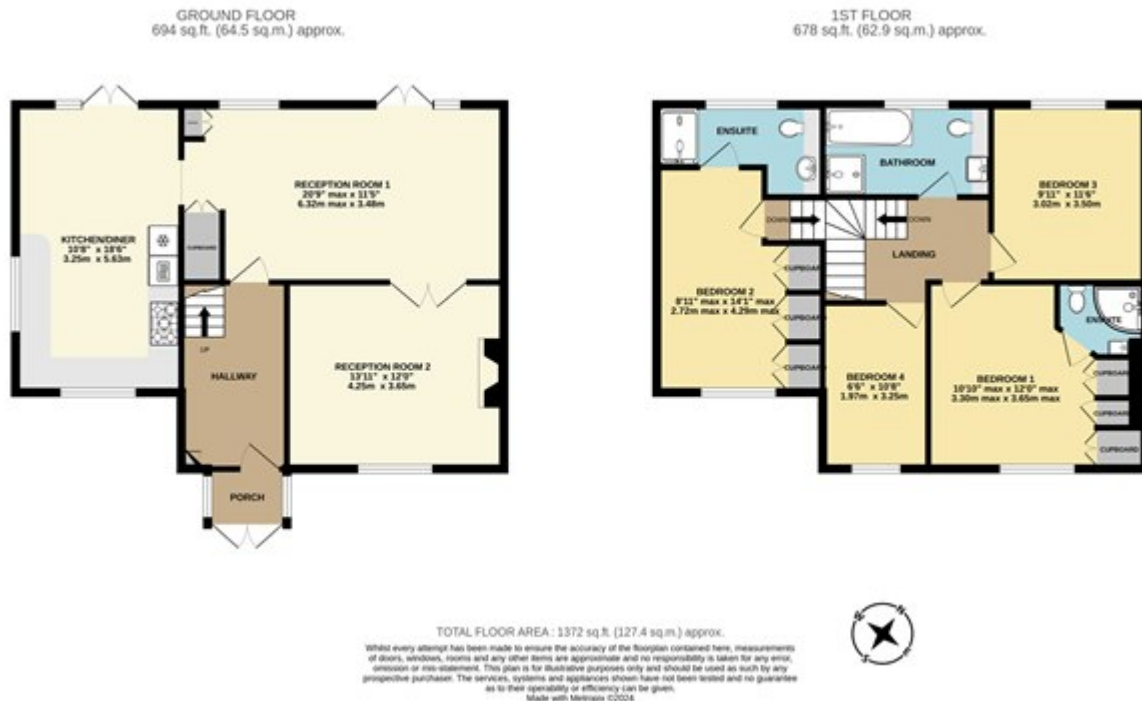 GROUND FLOOR
694 sq.ft. (64.5 sq.m.) approx.
1ST FLOOR
678 sq.ft. (62.9 sq.m.) approx.
RECEPTION ROOM 1
20'9" max x 11'5"
6.32m max x 3.48m
KITCHEN/DINER
10'8" x 18'6"
3.25m x 5.63m
CUPBOARD
UP
HALLWAY
RECEPTION ROOM 2
13'11" x 12'0"
4.25m x 3.65m
PORCH
ENSUITE
BATHROOM
BEDROOM 3
9'11" x 11'6"
3.02m x 3.50m
DOWN
DOWN
LANDING
BEDROOM 2
8'11" max x 14'1" max
2.72m max x 4.29m max
CUPBOAR
CUPBOARD
CUPBOARD
ENSUITE
BEDROOM 4
6'6" x 10'8"
1.97m x 3.25m
BEDROOM 1
10'10" max x 12'0" max
3.30m max x 3.65m max
CUPBOARD
CUPBOARD
CUPBOARD
N
TOTAL FLOOR AREA : 1372 sq.ft. (127.4 sq.m.) approx.
Whilst every attempt has been made to ensure the accuracy of the floorplan contained here, measurements
of doors, windows, rooms and any other items are approximate and no responsibility is taken for any error,
omission or mis-statement. This plan is for illustrative purposes only and should be used as such by any
prospective purchaser. The services, systems and appliances shown have not been tested and no guarantee
as to their operability or efficiency can be given.
Made with Metropix ©2024